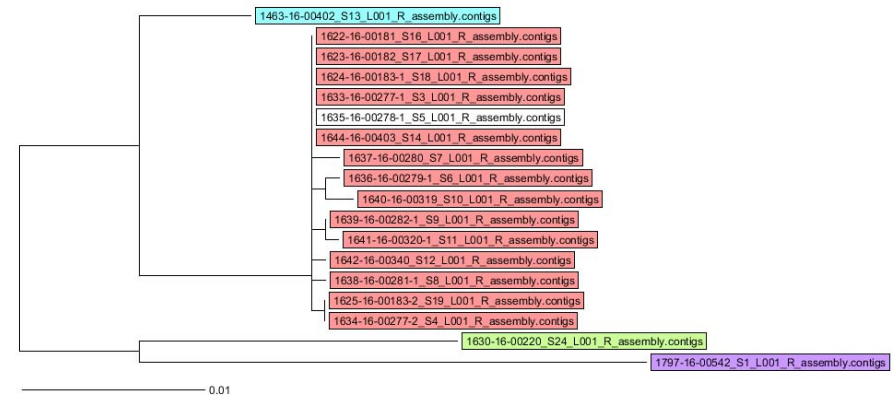 1463-16-00402_S13_L001_R_assembly.contigs
1622-16-00181_S16_L001_R_assembly.contigs
1623-16-00182_S17_L001_R_assembly.contigs
1624-16-00183-1_S18_L001_R_assembly.contigs
1633-16-00277-1_S3_L001_R_assembly.contigs
1635-16-00278-1_S5_L001_R_assembly.contigs
1644-16-00403_S14_L001_R_assembly.contigs
1637-16-00280_S7_L001_R_assembly.contigs
1636-16-00279-1_S6_L001_R_assembly.contigs
1640-16-00319_S10_L001_R_assembly.contigs
1639-16-00282-1_S9_L001_R_assembly.contigs
1641-16-00320-1_S11_L001_R_assembly.contigs
1642-16-00340_S12_L001_R_assembly.contigs
1638-16-00281-1_S8_L001_R_assembly.contigs
1625-16-00183-2_S19_L001_R_assembly.contigs
1634-16-00277-2_S4_L001_R_assembly.contigs
1630-16-00220_S24_L001_R_assembly.contigs
1797-16-00542_S1_L001_R_assembly.contigs
0.01